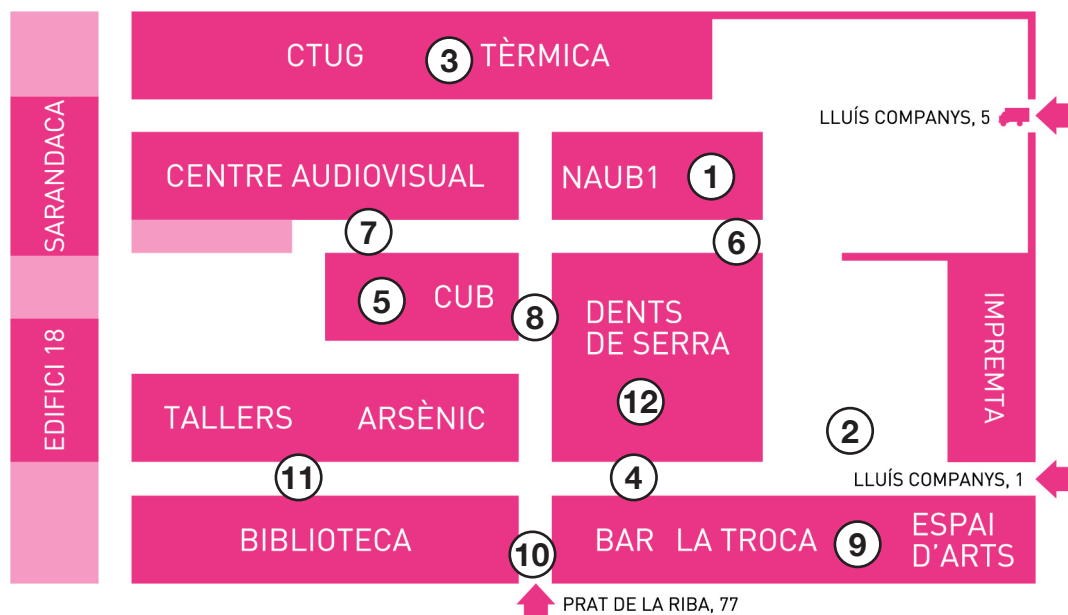 CTUG
3
TÈRMICA
LLUÍS COMPANYS, 5
SARANDACA
CENTRE AUDIOVISUAL
NAUB1
1
7
6
5
CUB
8
DENTS
DE SERRA
IMPREMTA
EDIFICI 18
12
TALLERS
ARSÈNIC
2
11
4
LLUÍS COMPANYS, 1
BIBLIOTECA
10
BAR
LA TROCA
9
ESPAI
D'ARTS
PRAT DE LA RIBA, 77